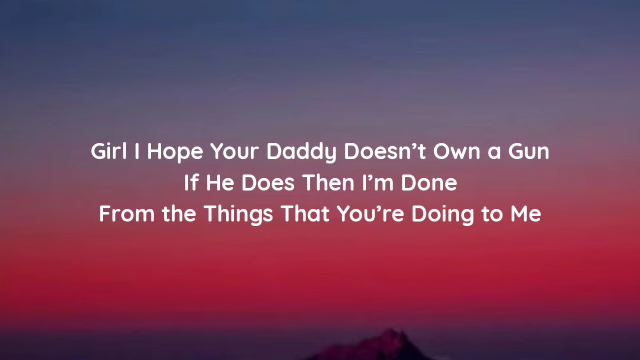 Girl I Hope Your Daddy Doesn’t Own a Gun
If He Does Then I’m Done
From the Things That You’re Doing to Me